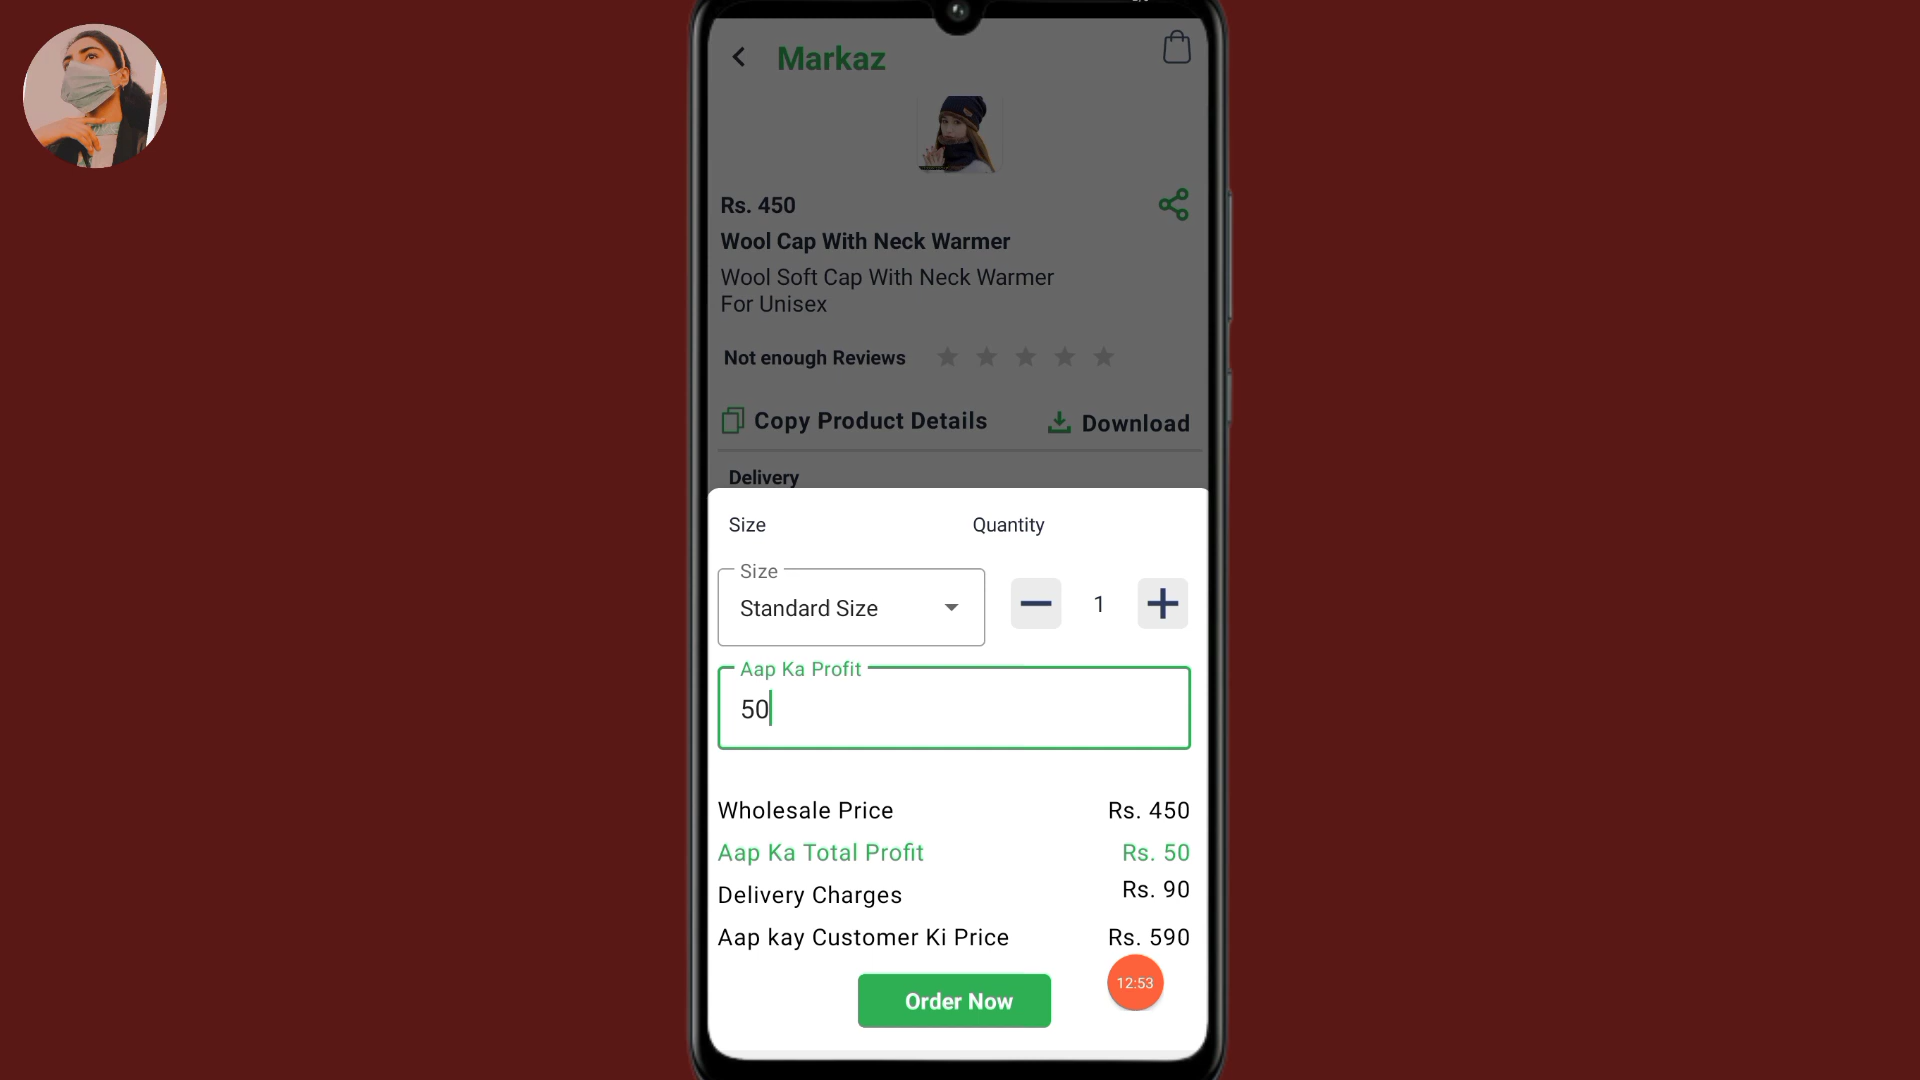 Markaz
Rs. 450
Wool Cap With Neck Warmer
Wool Soft Cap With Neck Warmer
For Unisex
Not enough Reviews
Copy Product Details
Download
Delivery
Size
Quantity
Size
Standard Size
1
Aap Ka Profit
50
Wholesale Price Rs. 450
Aap Ka Total Profit Rs. 50
Delivery Charges Rs. 90
Aap kay Customer Ki Price Rs. 590
12:53
Order Now